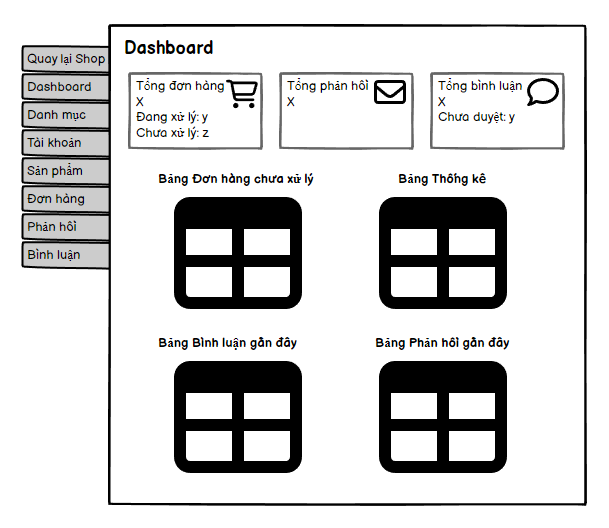 Dashboard
Quay lại Shop
Dashboard
Danh mục
Tài khoản
Sản phẩm
Đơn hàng
Phản hồi
Bình luận
Tổng đơn hàng
X
Đang xử lý: y
Chưa xử lý: z
Tổng phản hồi
X
Tổng bình luận
X
Chưa duyệt: y
Bảng Đơn hàng chưa xử lý
Bảng Thống kê
Bảng Bình luận gần đây
Bảng Phản hồi gần đây